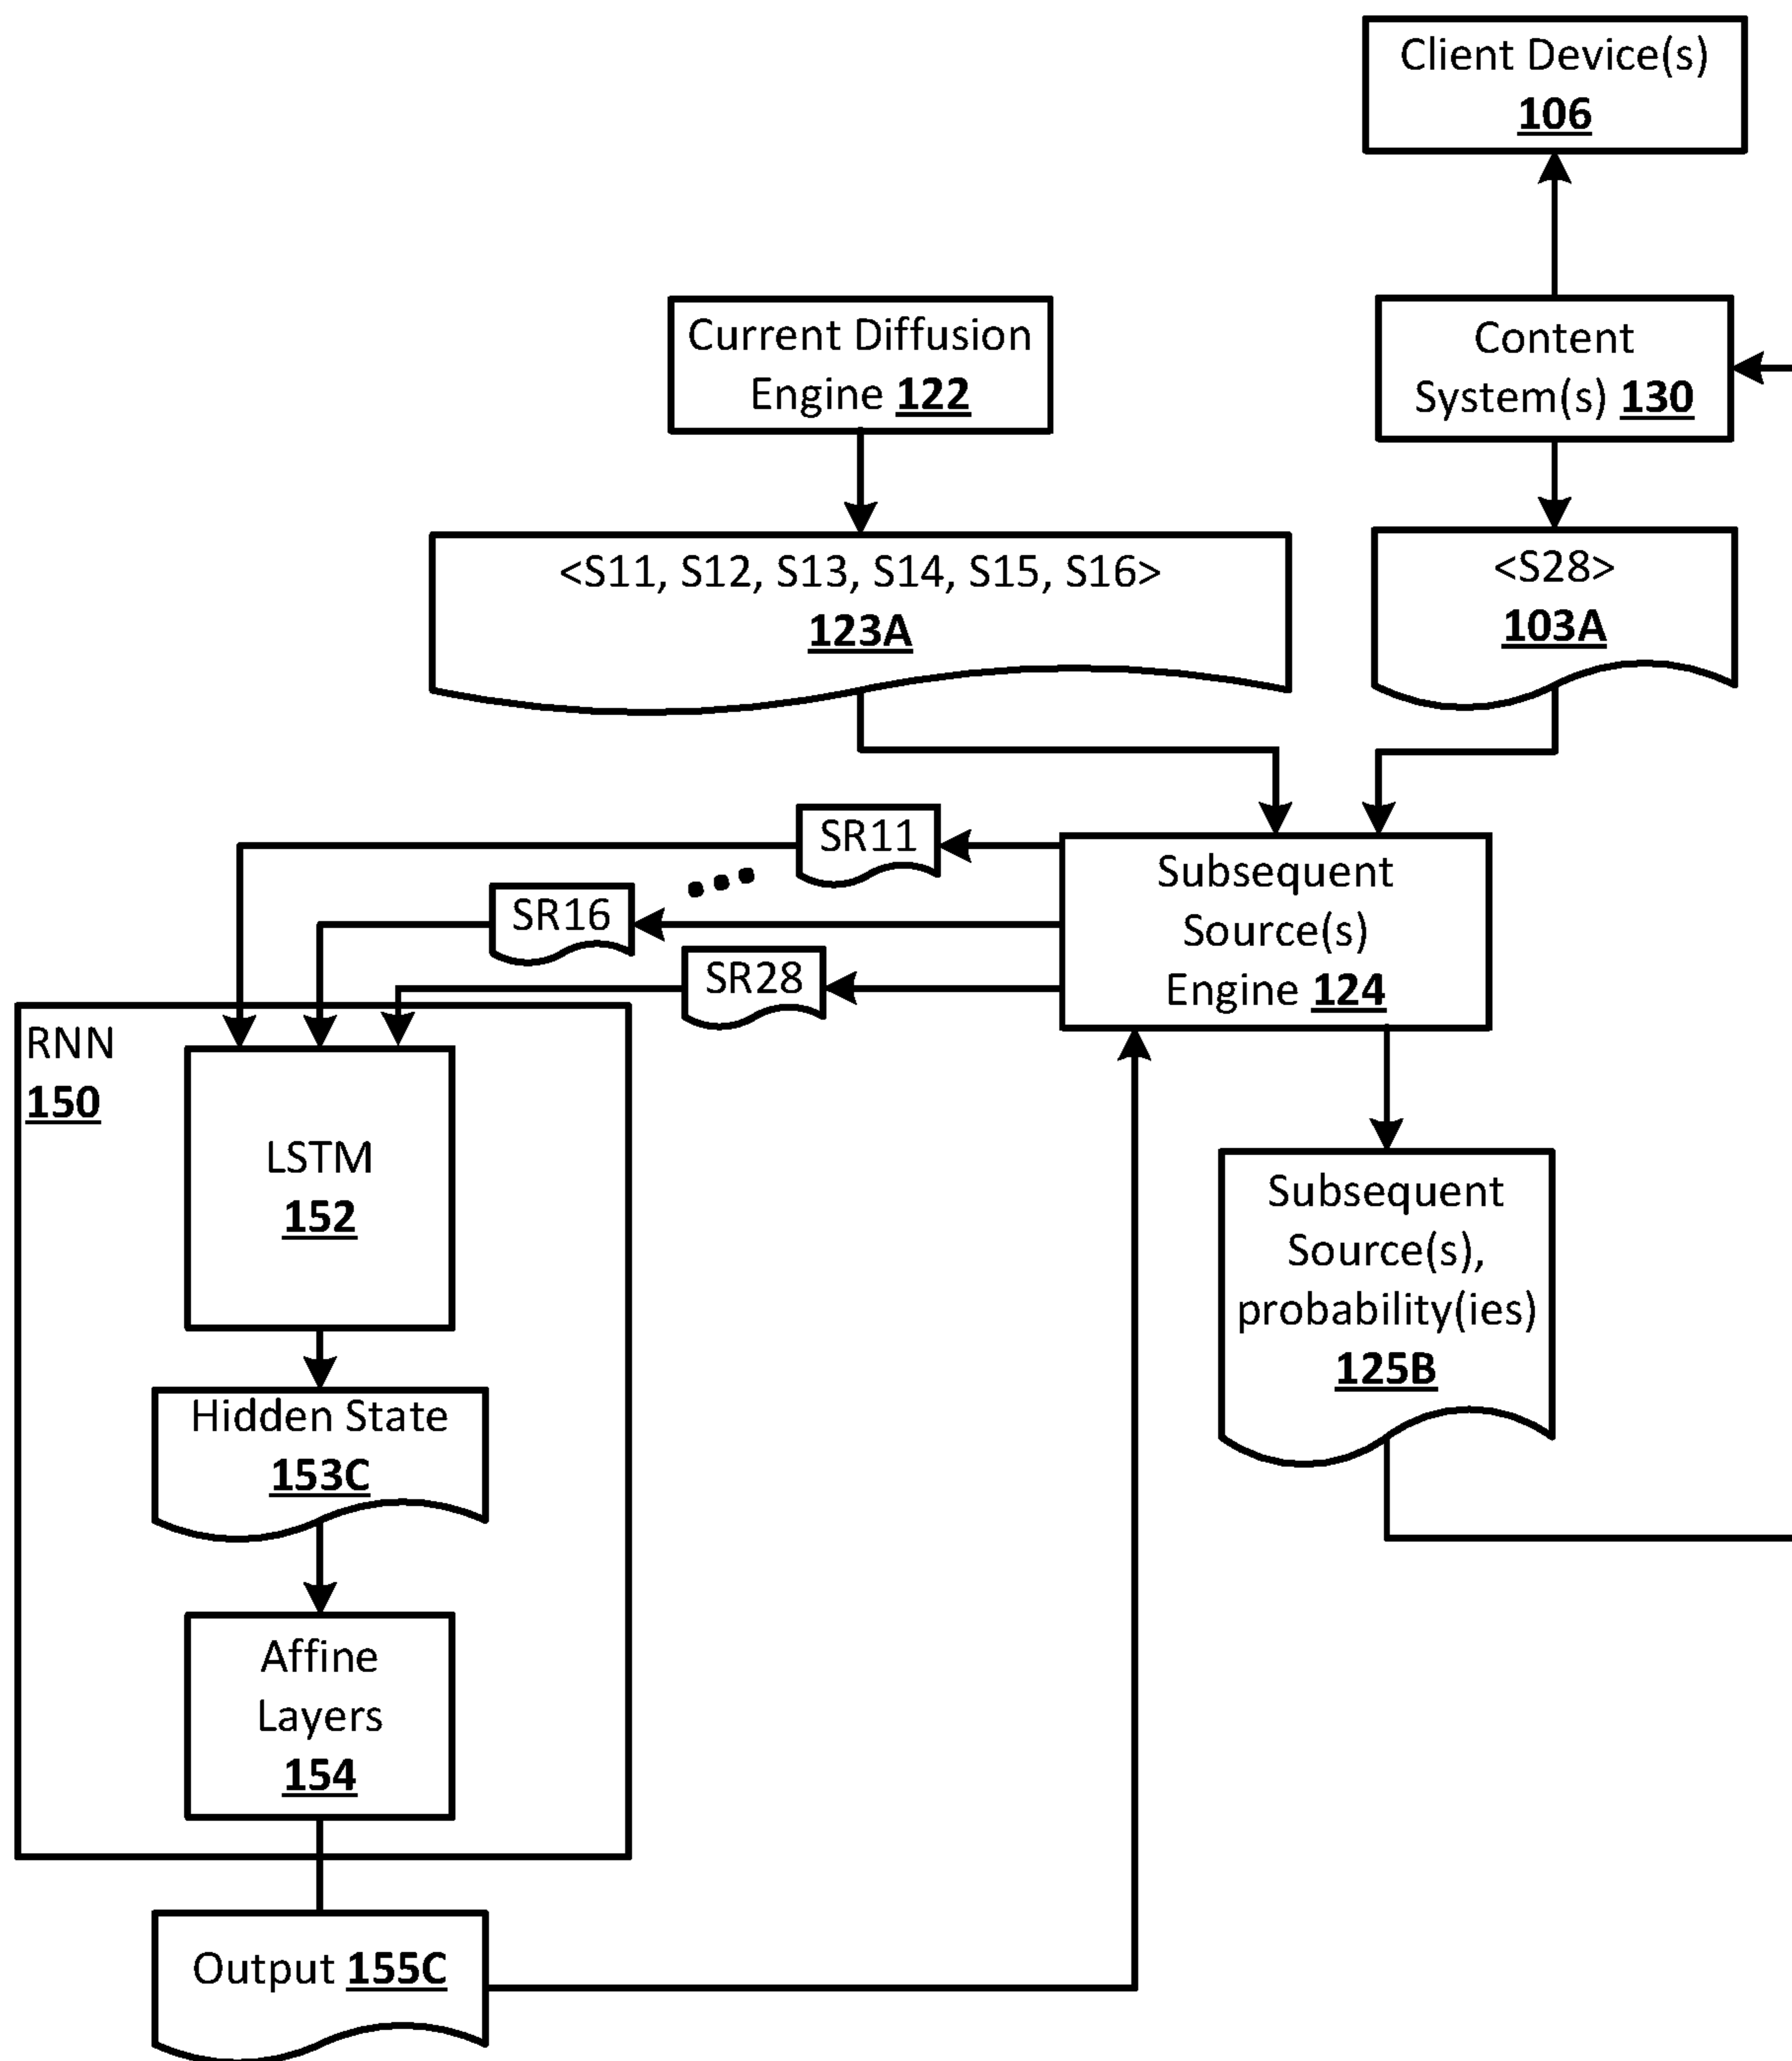 Client Device(s)
106
Current Diffusion
Engine 122
Content
System(s) 130
<S11, S12, S13, S14, S15, S16>
123A
<S28>
103A
SR11
SR16
SR28
Subsequent
Source(s)
Engine 124
RNN
150
LSTM
152
Subsequent
Source(s),
probability(ies)
125B
Hidden State
153C
Affine
Layers
154
Output 155C